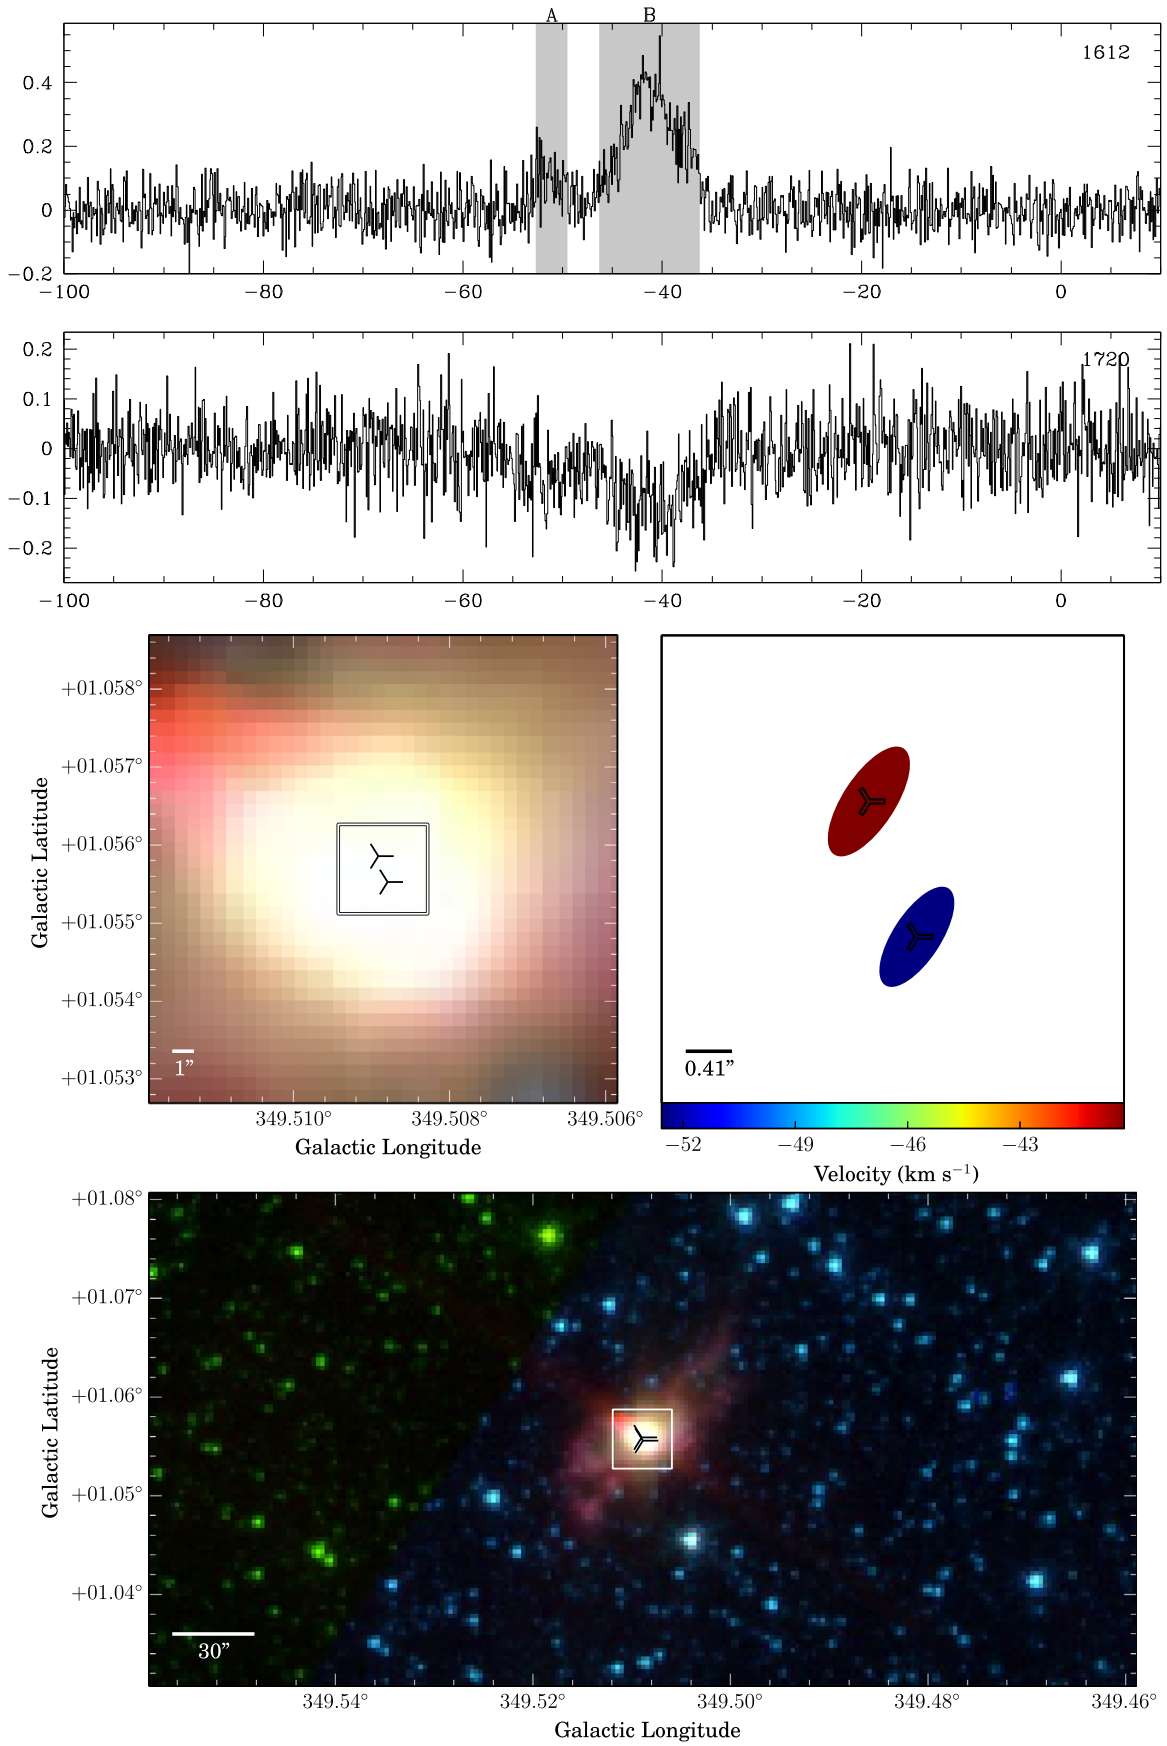 A B
1612
0.4
0.2
0
−0.2
−100 −80 −60 −40 −20 0
1720
0.2
0.1
0
−0.1
−0.2
−100 −80 −60 −40 −20 0
+01.058°
+01.057°
+01.056°
+01.055°
+01.054°
+01.053°
Galactic Latitude
1”
349.510° 349.508° 349.506°
Galactic Longitude
0.41”
−52 −49 −46 −43
Velocity (km s−1)
+01.08°
+01.07°
+01.06°
+01.05°
+01.04°
Galactic Latitude
30”
349.54° 349.52° 349.50° 349.48° 349.46°
Galactic Longitude